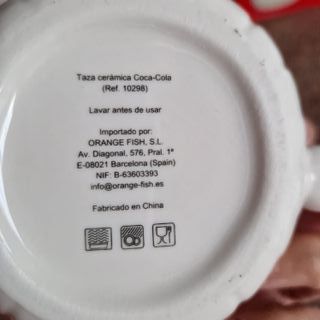 Taza cerámica Coca-Cola
(Ref. 10298)
Lavar antes de usar
Importado por:
ORANGE FISH, S.L.
Av. Diagonal, 576, Pral. 1ª
E-08021 Barcelona (Spain)
NIF: B-63603393
info@orange-fish.es
Fabricado en China